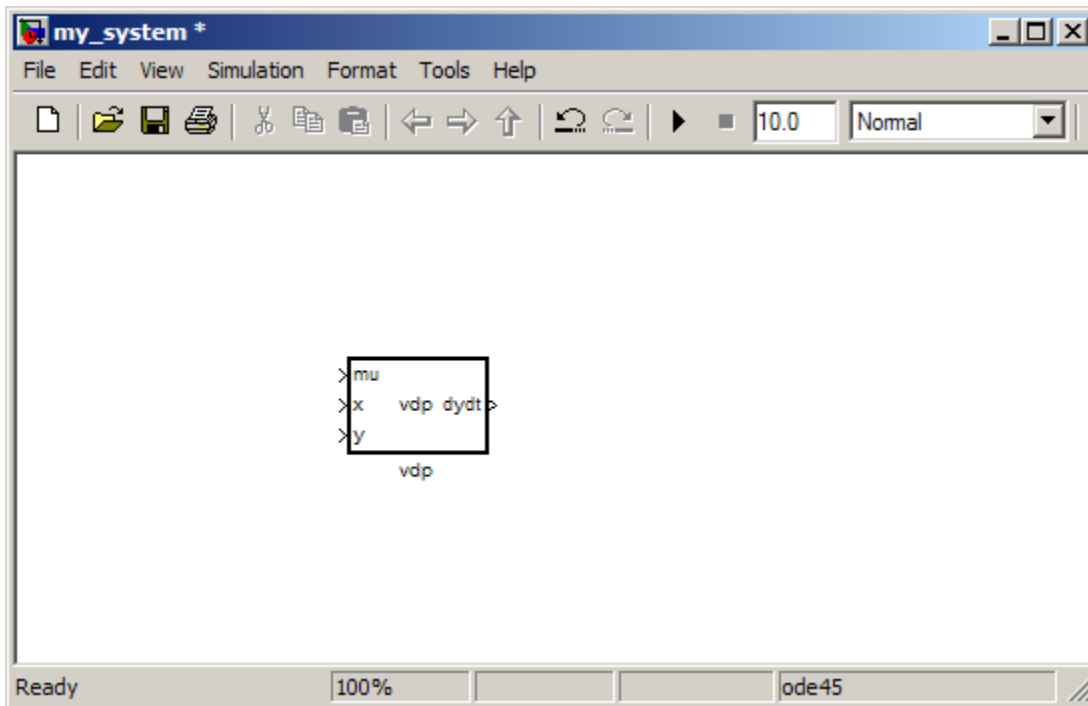 my_system *
File Edit View Simulation Format Tools Help
10.0 Normal
mu
x vdp dydt
y
vdp
Ready 100% ode45